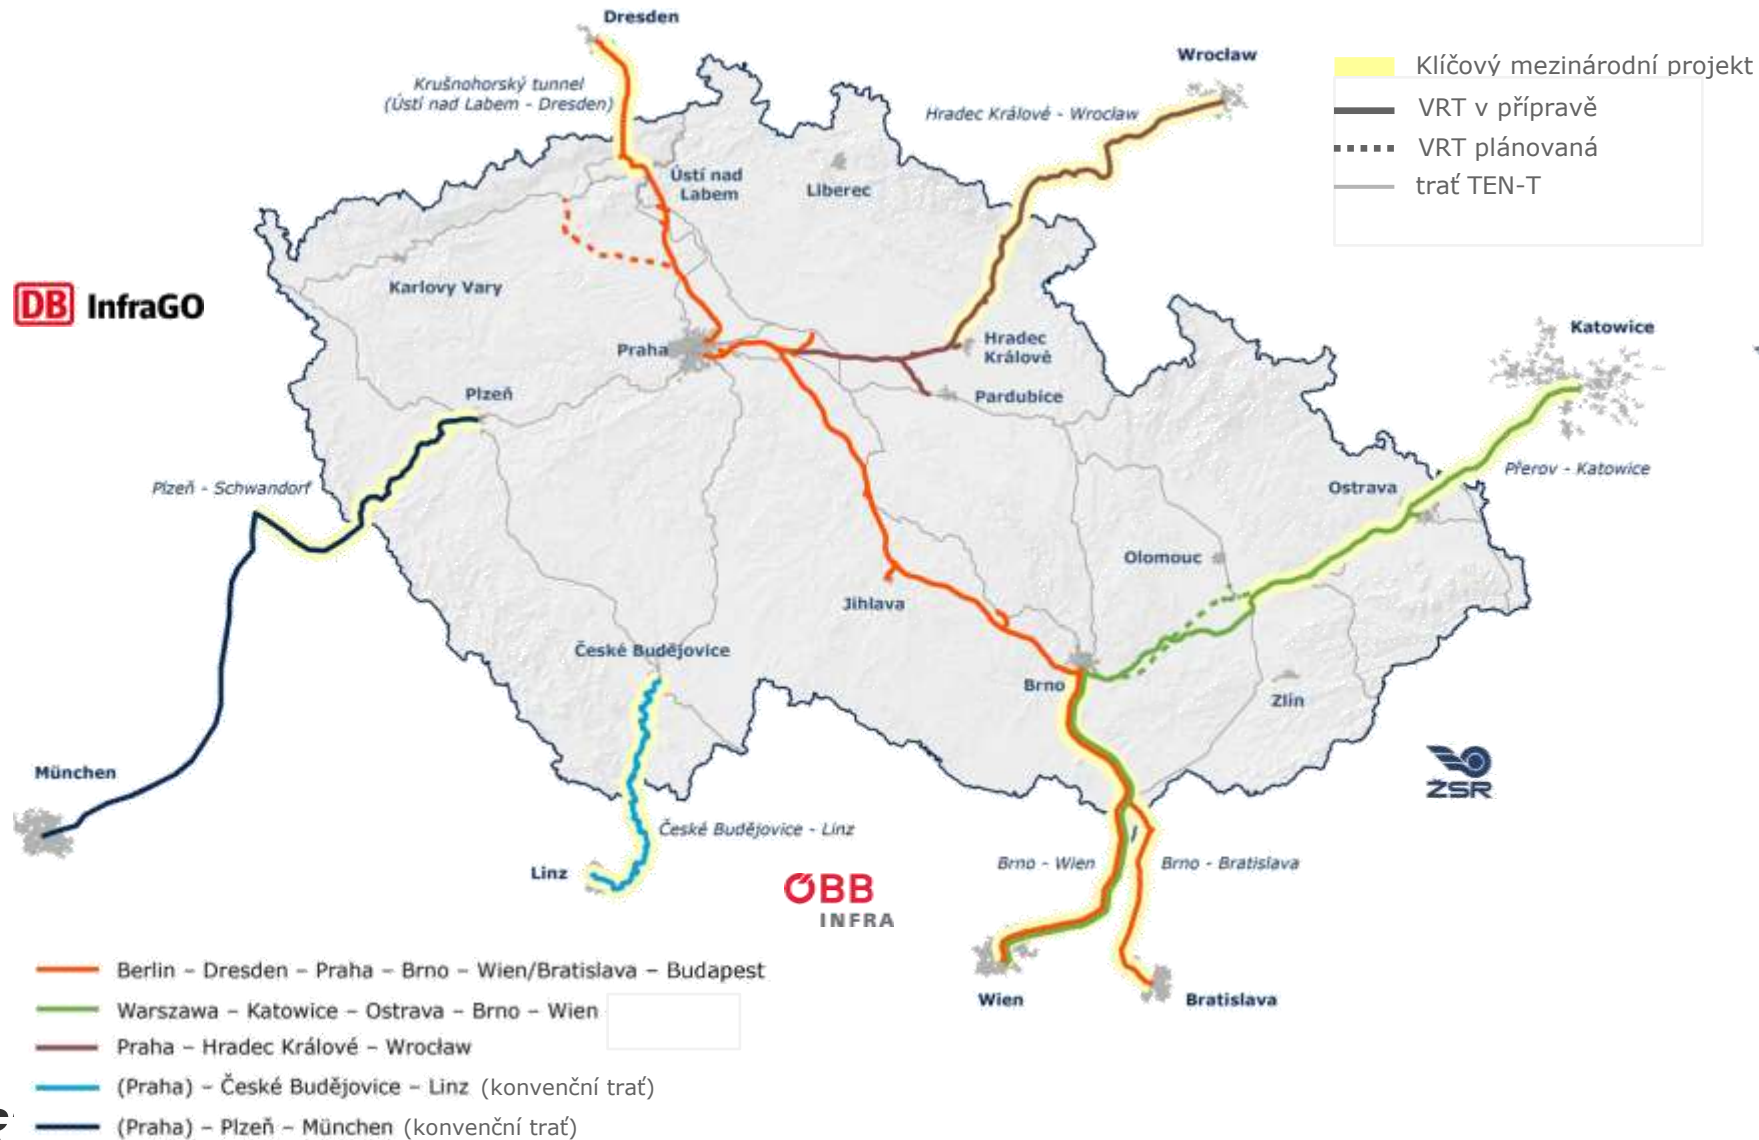 Dresden
Wrocław
Klíčový mezinárodní projekt
Krušnohorský tunnel
(Ústí nad Labem - Dresden)
Hradec Králové - Wrocław
VRT v přípravě
VRT plánovaná
trať TEN-T
Ústí nad
Labem
Liberec
Karlovy Vary
DB InfraGO
Praha
Hradec
Králové
Katowice
Plzeň
Pardubice
Plzeň - Schwandorf
Přerov - Katowice
Ostrava
Olomouc
Jihlava
České Budějovice
Brno
Zlín
München
ŽSR
České Budějovice - Linz
Brno - Wien
Brno - Bratislava
Linz
ÖBB
INFRA
Wien
Bratislava
Berlin – Dresden – Praha – Brno – Wien/Bratislava – Budapest
Warszawa – Katowice – Ostrava – Brno – Wien
Praha – Hradec Králové – Wrocław
(Praha) – České Budějovice – Linz (konvenční trať)
(Praha) – Plzeň – München (konvenční trať)